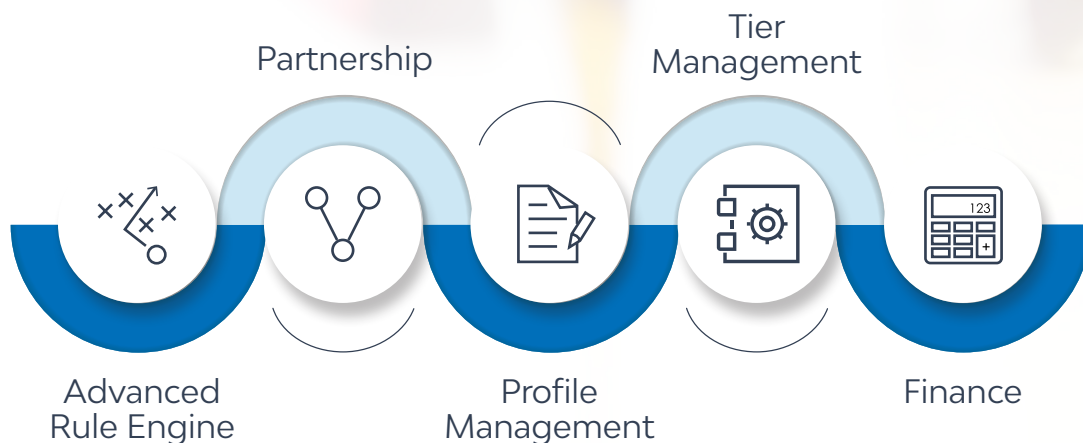 Partnership
Tier
Management
123
+
Advanced
Rule Engine
Profile
Management
Finance